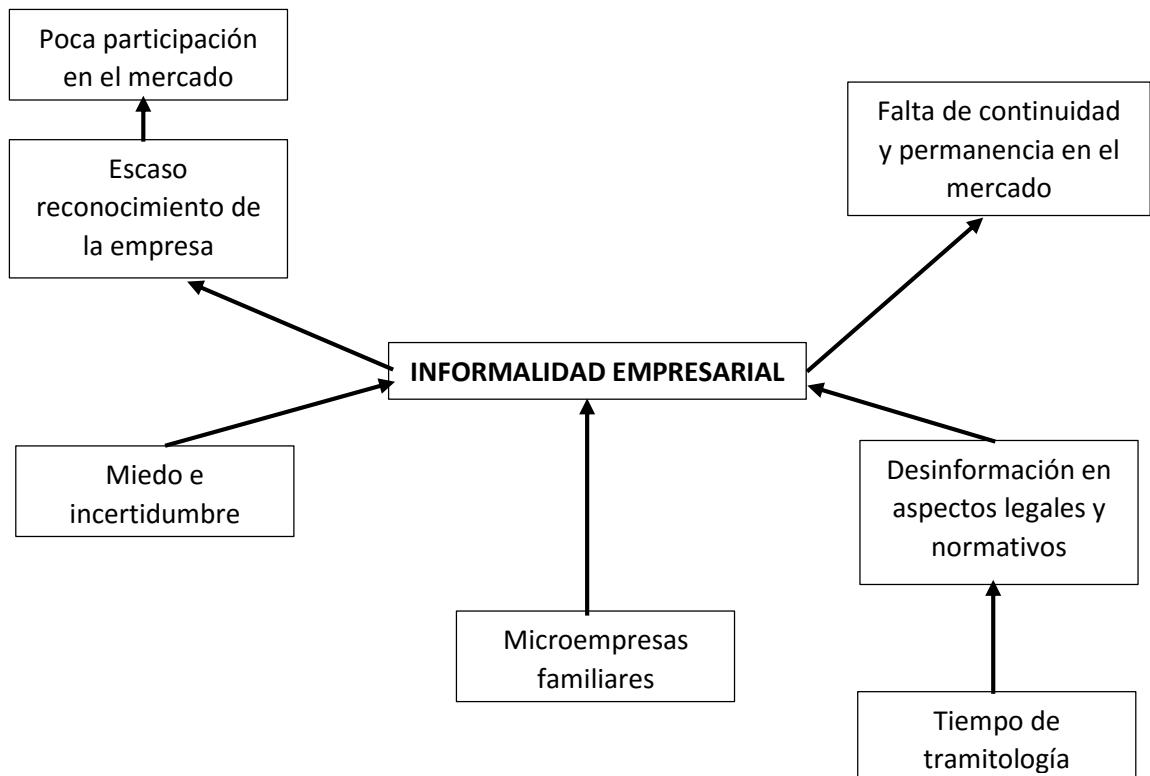 Poca participación
en el mercado
Falta de continuidad
y permanencia en el
mercado
Escaso
reconocimiento de
la empresa
INFORMALIDAD EMPRESARIAL
Miedo e
incertidumbre
Desinformación en
aspectos legales y
normativos
Microempresas
familiares
Tiempo de
tramitología